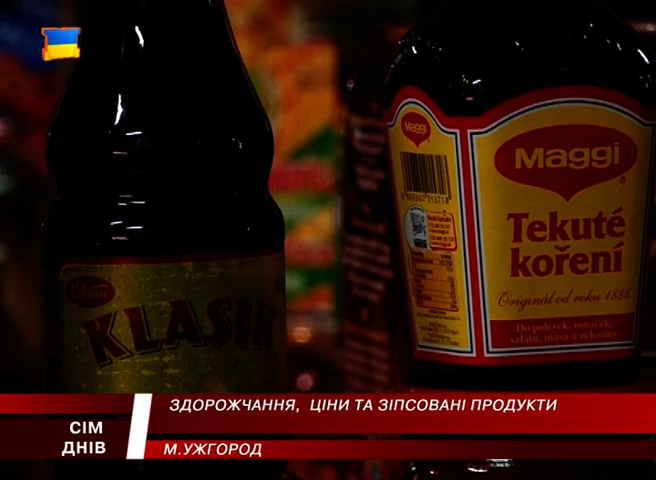 Maggi
Maggi
Tekuté
koření
Originál od roku 1886
Do polévek, omáček,
salátů, masa a zeleniny
KLASIK
ЗДОРОЖЧАННЯ, ЦІНИ ТА ЗІПСОВАНІ ПРОДУКТИ
СІМ
ДНІВ
М.УЖГОРОД